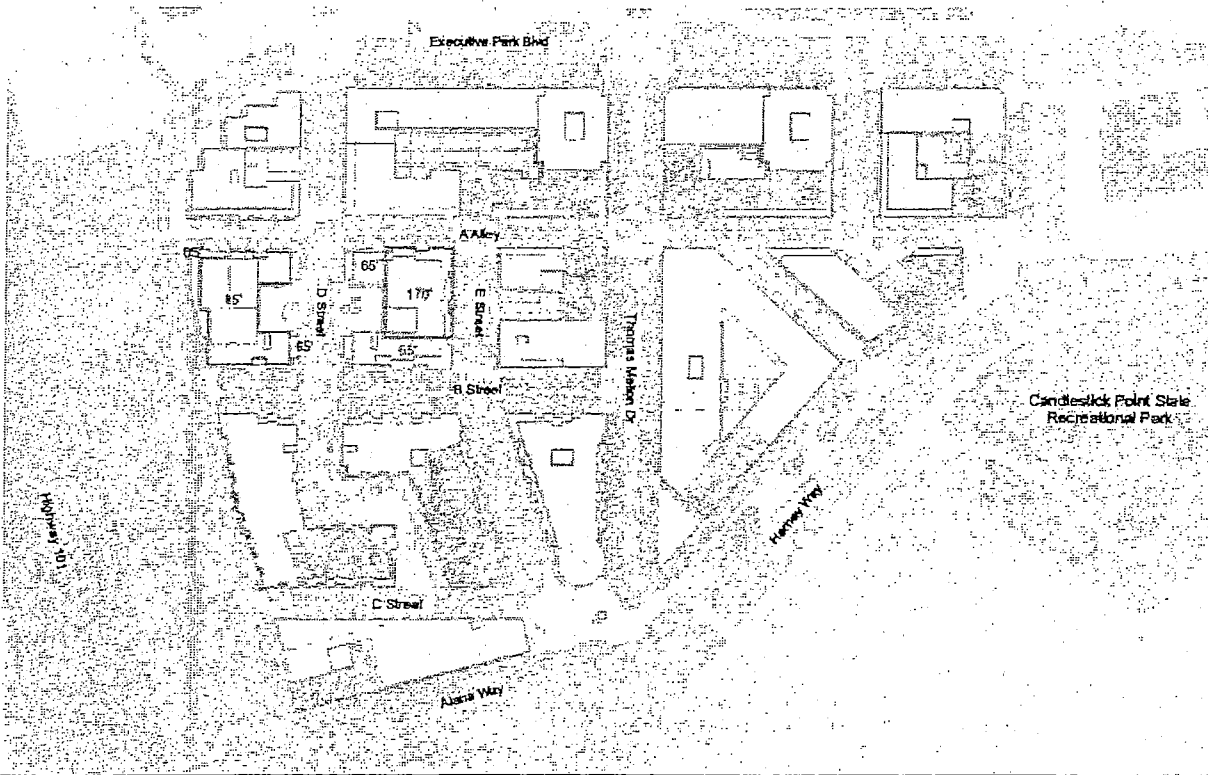 Executive Park Blvd
A Alley
65'
65'
85'
170'
D Street
E Street
65'
65'
Thomas Mellon Dr
B Street
Candlestick Point State
Recreational Park
Highway 101
Harney Way
C Street
Alana Way